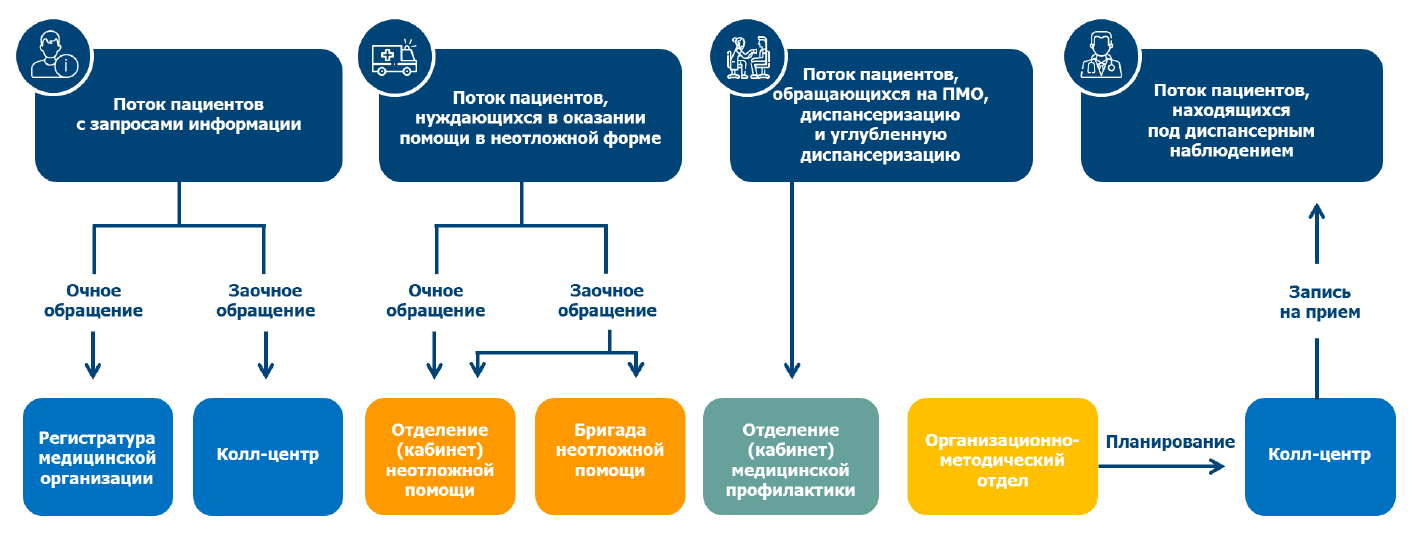 Поток пациентов
с запросами информации
Поток пациентов,
нуждающихся в оказании
помощи в неотложной форме
Поток пациентов,
обращающихся на ПМО,
диспансеризацию
и углубленную
диспансеризацию
Поток пациентов,
находящихся
под диспансерным
наблюдением
Очное
обращение
Заочное
обращение
Очное
обращение
Заочное
обращение
Запись
на прием
Регистратура
медицинской
организации
Колл-центр
Отделение
(кабинет)
неотложной
помощи
Бригада
неотложной
помощи
Отделение
(кабинет)
медицинской
профилактики
Организационно-
методический
отдел
Планирование
Колл-центр